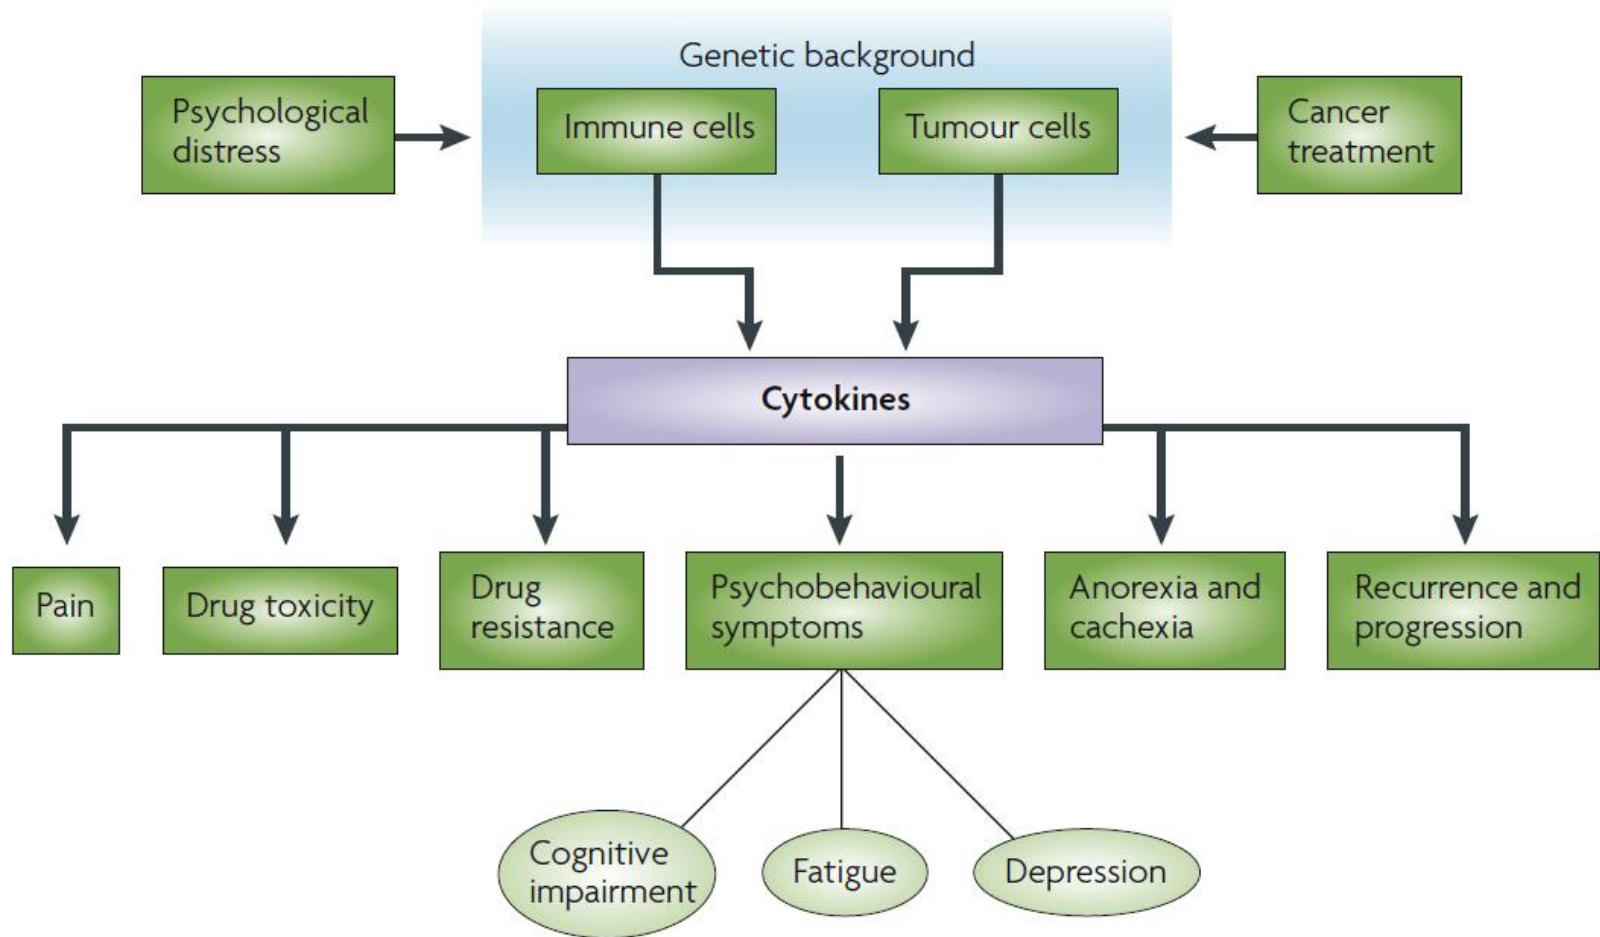 Genetic background
Psychological
distress
Immune cells
Tumour cells
Cancer
treatment
Cytokines
Pain
Drug toxicity
Drug
resistance
Psychobehavioural
symptoms
Anorexia and
cachexia
Recurrence and
progression
Cognitive
impairment
Fatigue
Depression